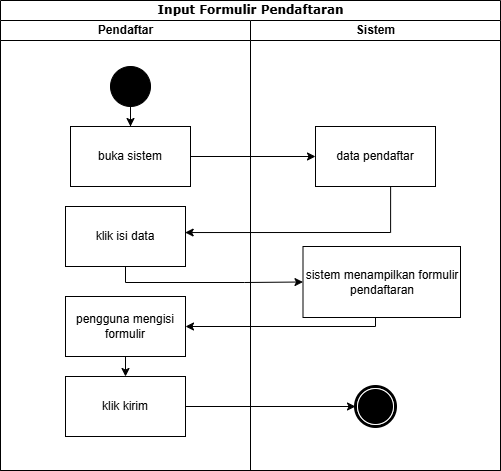 Input Formulir Pendaftaran
Pendaftar
Sistem
buka sistem
data pendaftar
klik isi data
sistem menampilkan formulir
pendaftaran
pengguna mengisi
formulir
klik kirim